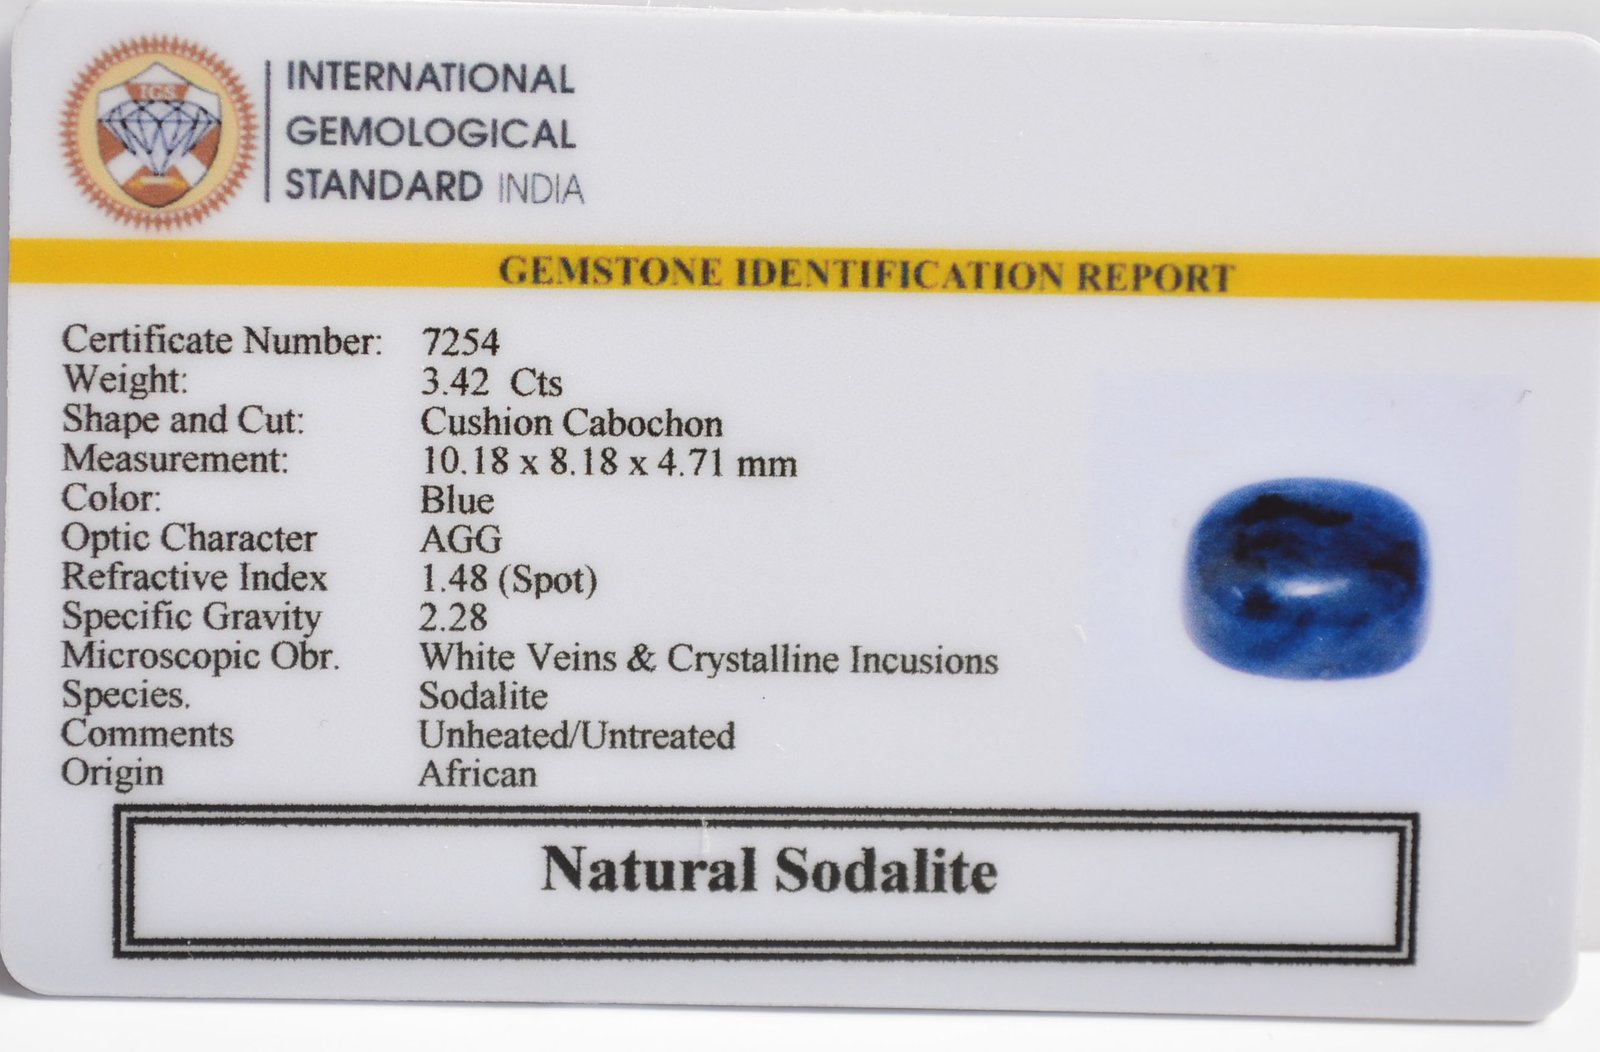 IGS
INTERNATIONAL
GEMOLOGICAL
STANDARD INDIA
GEMSTONE IDENTIFICATION REPORT
Certificate Number: 7254
Weight: 3.42 Cts
Shape and Cut: Cushion Cabochon
Measurement: 10.18 x 8.18 x 4.71 mm
Color: Blue
Optic Character AGG
Refractive Index 1.48 (Spot)
Specific Gravity 2.28
Microscopic Obr. White Veins & Crystalline Incusions
Species. Sodalite
Comments Unheated/Untreated
Origin African
Natural Sodalite